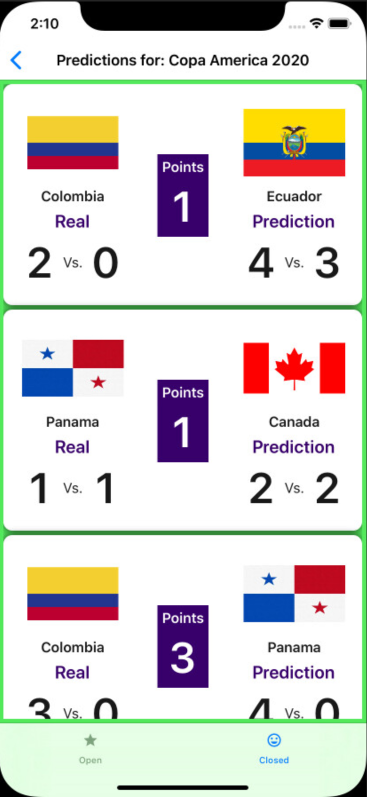 2:10
Predictions for: Copa America 2020
Colombia
Real
2 Vs. 0
Points
1
Ecuador
Prediction
4 Vs. 3
Panama
Real
1 Vs. 1
Points
1
Canada
Prediction
2 Vs. 2
Colombia
Real
3 Vs. 0
Points
3
Panama
Prediction
4 Vs. 0
Open
Closed